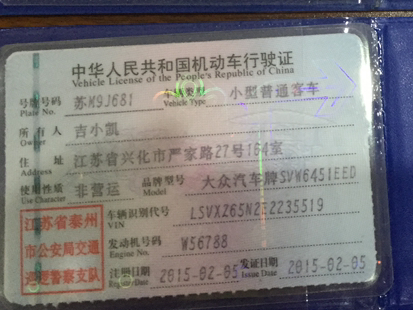 中华人民共和国机动车行驶证
Vehicle License of the People's Republic of China
号牌号码 苏M9J681 车辆类型 小型普通客车
Plate No. Vehicle Type
所有人 吉小凯
Owner
住址 江苏省兴化市严家路27号164室
Address
使用性质 非营运 品牌型号 大众汽车牌SVW6451EED
Use Character Model
江苏省泰州市公安局交通巡逻警察支队
车辆识别代号 LSVXZ65N2E2235519
VIN
发动机号码 W56788
Engine No.
注册日期 2015-02-05 发证日期 2015-02-05
Register Date Issue Date